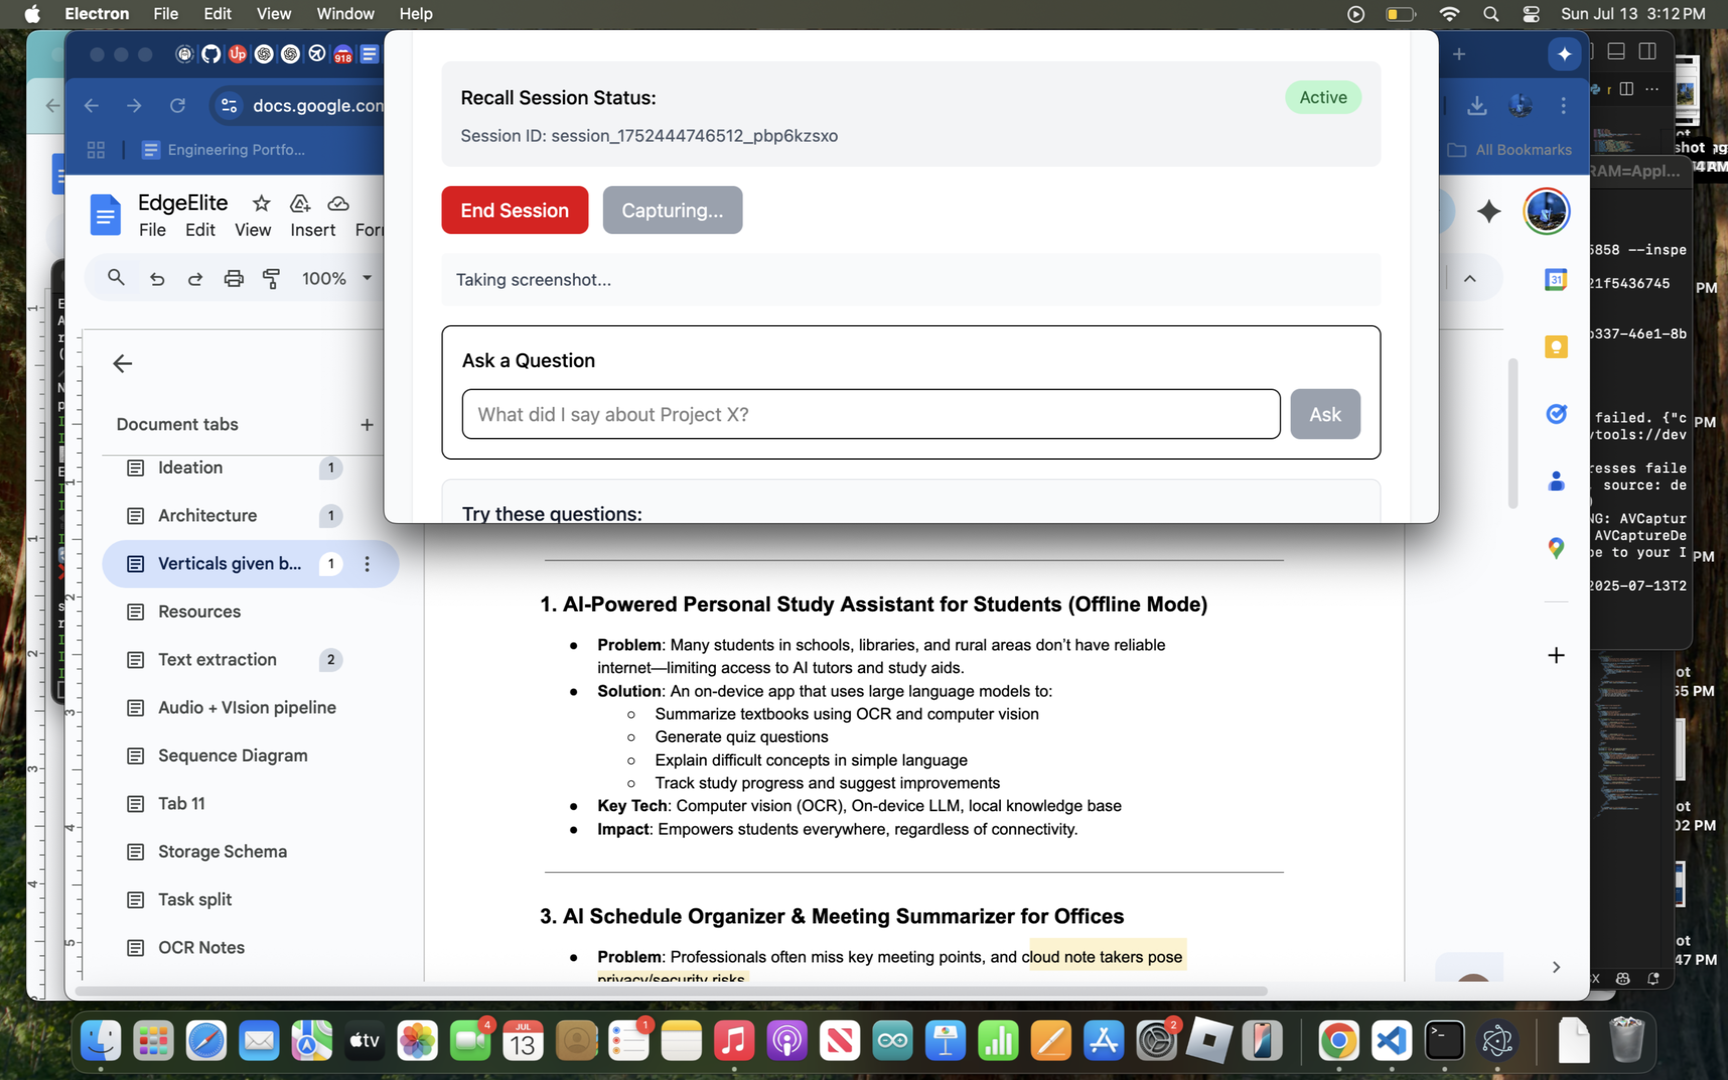 Electron File Edit View Window Help
Sun Jul 13 3:12 PM
Up
918
docs.google.com
Engineering Portfo...
All Bookmarks
Recall Session Status:
Active
Session ID: session_1752444746512_pbp6kzsxo
End Session
Capturing...
Taking screenshot...
Ask a Question
What did I say about Project X?
Ask
Try these questions:
EdgeElite
File Edit View Insert
100%
Document tabs
Ideation 1
Architecture 1
Verticals given b... 1
Resources
Text extraction 2
Audio + VIsion pipeline
Sequence Diagram
Tab 11
Storage Schema
Task split
OCR Notes
1. AI-Powered Personal Study Assistant for Students (Offline Mode)
Problem: Many students in schools, libraries, and rural areas don’t have reliable
internet—limiting access to AI tutors and study aids.
Solution: An on-device app that uses large language models to:
Summarize textbooks using OCR and computer vision
Generate quiz questions
Explain difficult concepts in simple language
Track study progress and suggest improvements
Key Tech: Computer vision (OCR), On-device LLM, local knowledge base
Impact: Empowers students everywhere, regardless of connectivity.
3. AI Schedule Organizer & Meeting Summarizer for Offices
Problem: Professionals often miss key meeting points, and cloud note takers pose
privacy/security risks
RAM=Appl...
5858 --inspe
21f5436745
b337-46e1-8b
failed. {"c
vtools://dev
resses faile
source: de
NG: AVCaptur
AVCaptureDe
pe to your I
2025-07-13T2
PM
PM
PM
55 PM
02 PM
47 PM
31
4
JUL
13
tv
1
2